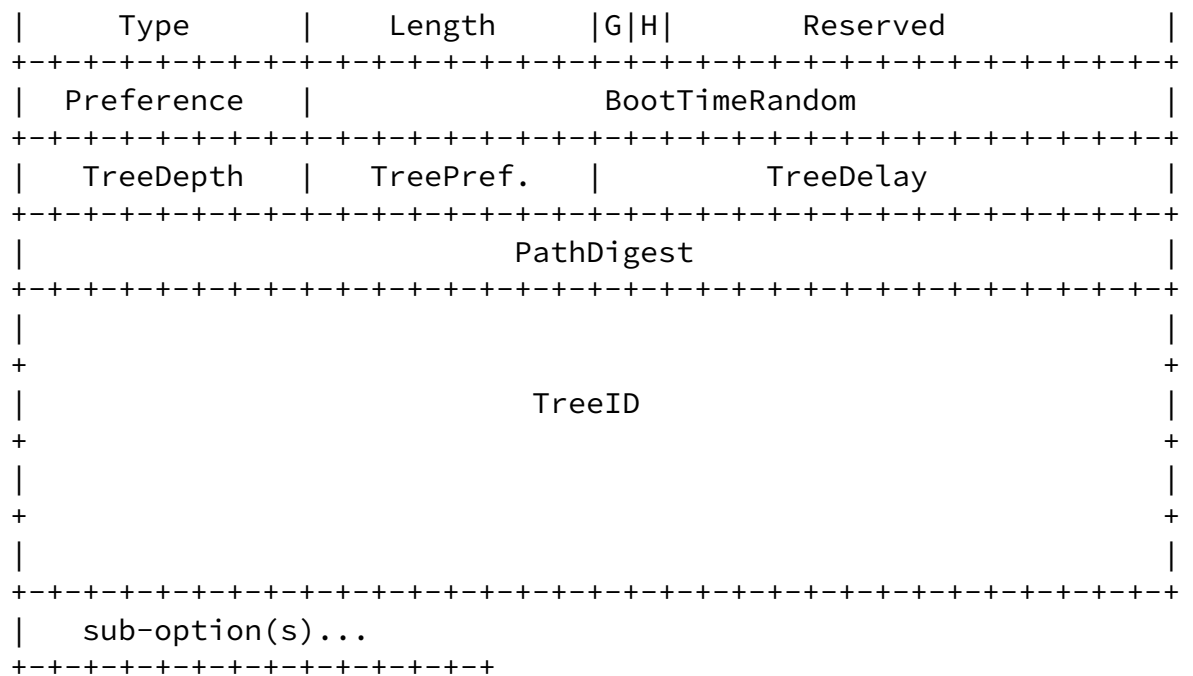 |     Type      |    Length     |G|H|       Reserved            |
+-+-+-+-+-+-+-+-+-+-+-+-+-+-+-+-+-+-+-+-+-+-+-+-+-+-+-+-+-+-+-+-+
|  Preference   |                BootTimeRandom                 |
+-+-+-+-+-+-+-+-+-+-+-+-+-+-+-+-+-+-+-+-+-+-+-+-+-+-+-+-+-+-+-+-+
|   TreeDepth   |   TreePref.   |         TreeDelay             |
+-+-+-+-+-+-+-+-+-+-+-+-+-+-+-+-+-+-+-+-+-+-+-+-+-+-+-+-+-+-+-+-+
|                           PathDigest                          |
+-+-+-+-+-+-+-+-+-+-+-+-+-+-+-+-+-+-+-+-+-+-+-+-+-+-+-+-+-+-+-+-+
|                                                               |
+                                                               +
|                            TreeID                             |
+                                                               +
|                                                               |
+                                                               +
|                                                               |
+-+-+-+-+-+-+-+-+-+-+-+-+-+-+-+-+-+-+-+-+-+-+-+-+-+-+-+-+-+-+-+-+
|   sub-option(s)...
+-+-+-+-+-+-+-+-+-+-+-+-+-+